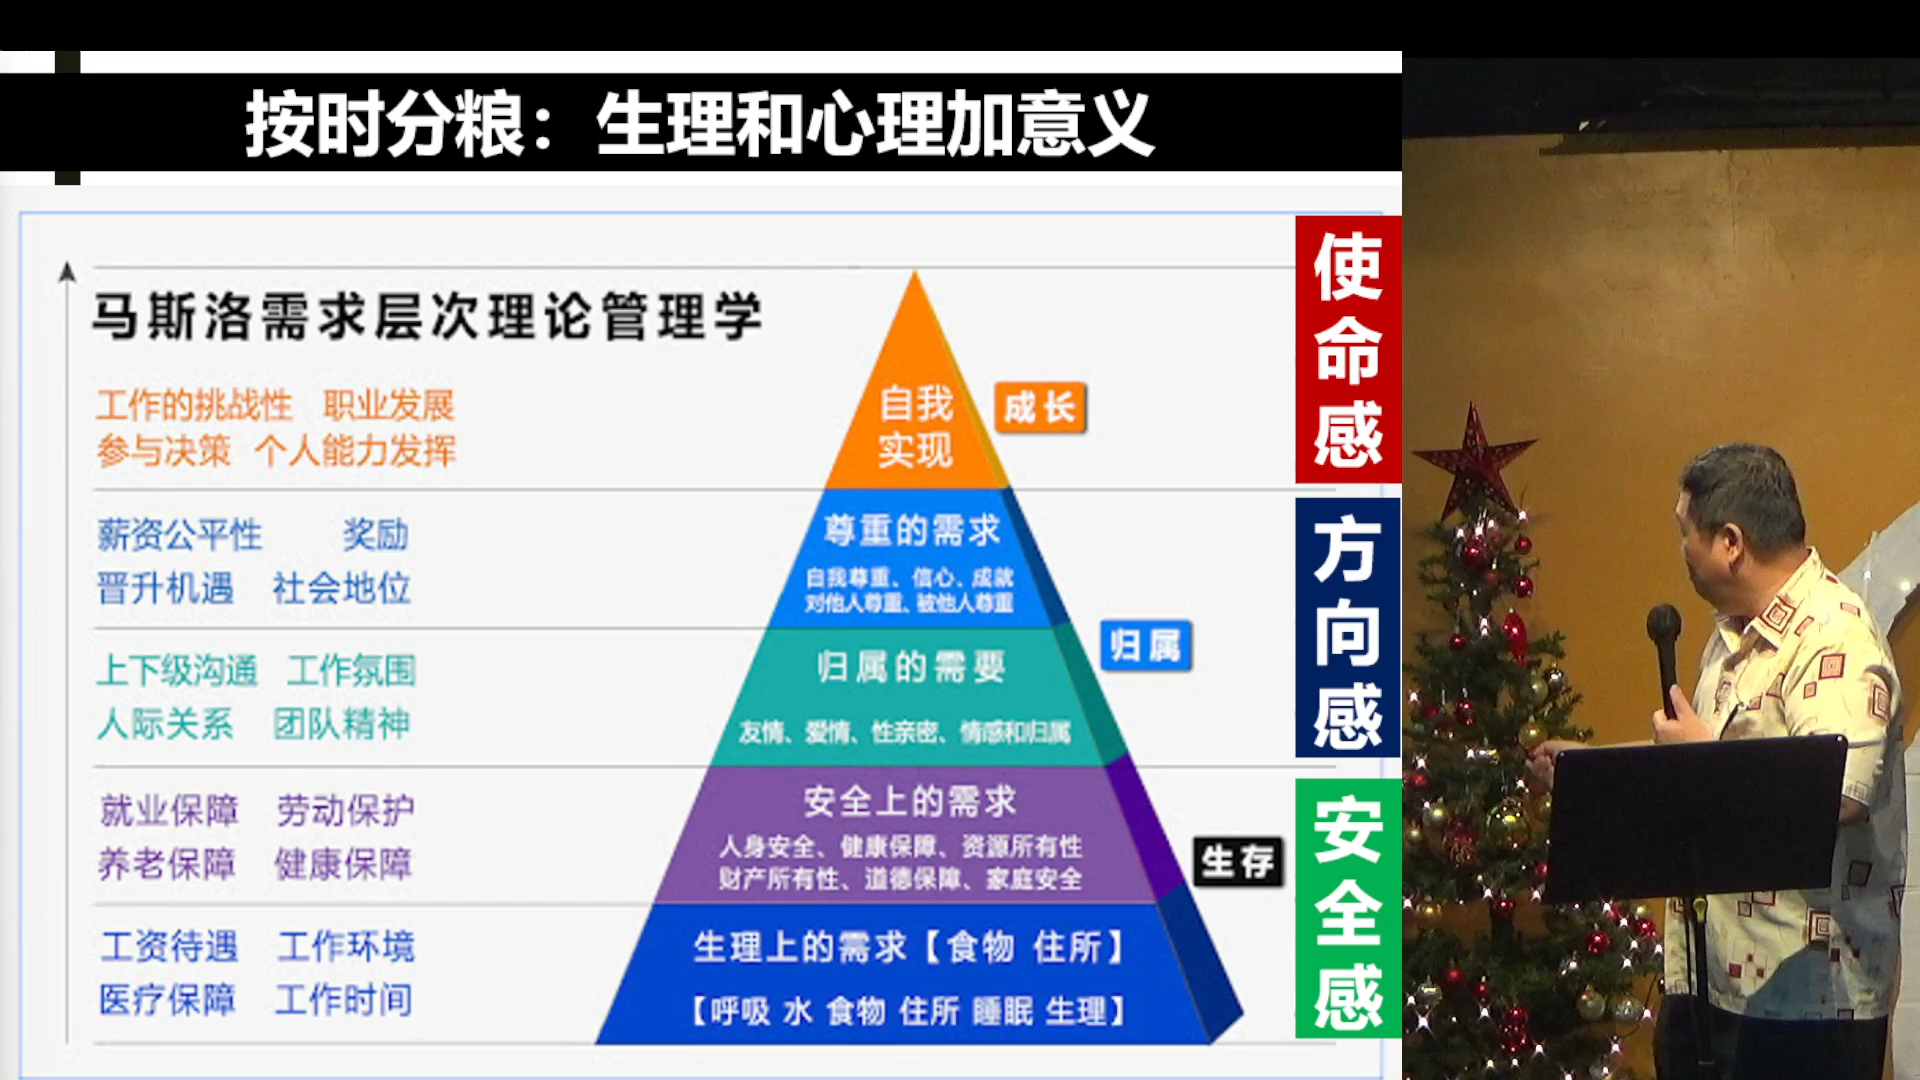 按时分粮：生理和心理加意义
马斯洛需求层次理论管理学
工作的挑战性 职业发展
参与决策 个人能力发挥
薪资公平性 奖励
晋升机遇 社会地位
上下级沟通 工作氛围
人际关系 团队精神
就业保障 劳动保护
养老保障 健康保障
工资待遇 工作环境
医疗保障 工作时间
自我
实现
成长
尊重的需求
自我尊重、信心、成就
对他人尊重、被他人尊重
归属的需要
友情、爱情、性亲密、情感和归属
归属
安全上的需求
人身安全、健康保障、资源所有性
财产所有性、道德保障、家庭安全
生存
生理上的需求【食物 住所】
【呼吸 水 食物 住所 睡眠 生理】
使命感
方向感
安全感